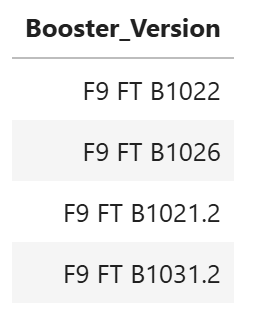 Booster_Version
F9 FT B1022
F9 FT B1026
F9 FT B1021.2
F9 FT B1031.2